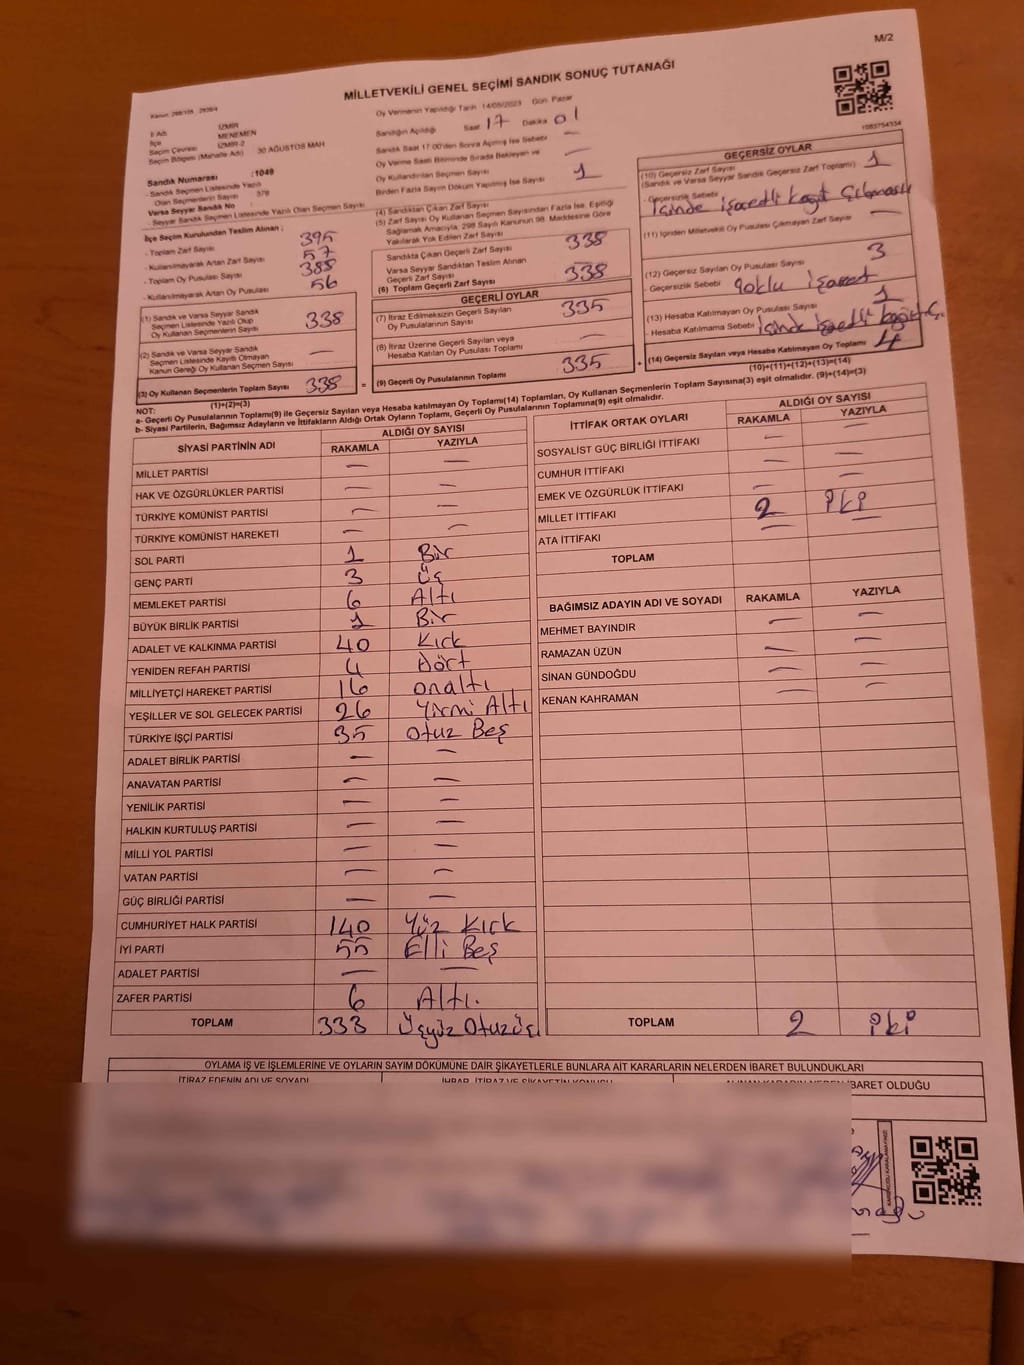 M/2
MİLLETVEKİLİ GENEL SEÇİMİ SANDIK SONUÇ TUTANAĞI
İl Adı İZMİR
İlçe MENEMEN
Seçim Çevresi İZMİR-2
Seçim Bölgesi (Mahalle Adı) 30 AĞUSTOS MAH
Sandık Numarası :1049
- Sandık Seçmen Listesinde Yazılı
Olan Seçmenlerin Sayısı 378
Varsa Seyyar Sandık No
- Seyyar Sandık Seçmen Listesinde Yazılı Olan Seçmen Sayısı
İlçe Seçim Kurulundan Teslim Alınan :
- Toplam Zarf Sayısı 395
- Kullanılmayarak Artan Zarf Sayısı 57
- Toplam Oy Pusulası Sayısı 385
- Kullanılmayarak Artan Oy Pusulası 56
(1) Sandık ve Varsa Seyyar Sandık
Seçmen Listesinde Yazılı Olup
Oy Kullanan Seçmenlerin Sayısı 338
(2) Sandık ve Varsa Seyyar Sandık
Seçmen Listesinde Kayıtlı Olmayan
Kanun Gereği Oy Kullanan Seçmen Sayısı —
(3) Oy Kullanan Seçmenlerin Toplam Sayısı 338 =
(1)+(2)=(3)
Oy Vermenin Yapıldığı Tarih 14/05/2023 Gün Pazar
Sandığın Açıldığı Saat 17 Dakika 01
Sandık Saat 17:00'den Sonra Açılmış İse Sebebi —
Oy Verme Saati Bitiminde Sırada Bekleyen ve
Oy Kullandırılan Seçmen Sayısı —
Birden Fazla Sayım Döküm Yapılmış İse Sayısı 1
(4) Sandıktan Çıkan Zarf Sayısı
(5) Zarf Sayısı Oy Kullanan Seçmen Sayısından Fazla İse, Eşitliği
Sağlamak Amacıyla, 298 Sayılı Kanunun 98. Maddesine Göre
Yakılarak Yok Edilen Zarf Sayısı
Sandıkta Çıkan Geçerli Zarf Sayısı 338
Varsa Seyyar Sandıktan Teslim Alınan
Geçerli Zarf Sayısı
(6) Toplam Geçerli Zarf Sayısı 338
GEÇERLİ OYLAR
(7) İtiraz Edilmeksizin Geçerli Sayılan
Oy Pusulasının Sayısı 335
(8) İtiraz Üzerine Geçerli Sayılan veya
Hesaba Katılan Oy Pusulası Toplamı —
(9) Geçerli Oy Pusulalarının Toplamı 335 +
GEÇERSİZ OYLAR
(10) Geçersiz Zarf Sayısı
(Sandık ve Varsa Seyyar Sandık Geçersiz Zarf Toplamı) 1
- Geçersizlik Sebebi İçinde işaretli kağıt Çıkmaması
(11) İçinden Milletvekili Oy Pusulası Çıkmayan Zarf Sayısı —
(12) Geçersiz Sayılan Oy Pusulası Sayısı 3
- Geçersizlik Sebebi Çoklu işaret
(13) Hesaba Katılmayan Oy Pusulası Sayısı 1
- Hesaba Katılmama Sebebi İçinde işaretli kağıt Ç.
(14) Geçersiz Sayılan veya Hesaba Katılmayan Oy Toplamı 4
(10)+(11)+(12)+(13)=(14)
NOT:
a- Geçerli Oy Pusulalarının Toplamı(9) ile Geçersiz Sayılan veya Hesaba katılmayan Oy Toplamı(14) Toplamları, Oy Kullanan Seçmenlerin Toplam Sayısına(3) eşit olmalıdır. (9)+(14)=(3)
b- Siyasi Partilerin, Bağımsız Adayların ve İttifakların Aldığı Ortak Oyların Toplamı, Geçerli Oy Pusulalarının Toplamına(9) eşit olmalıdır.
SİYASİ PARTİNİN ADI ALDIĞI OY SAYISI
RAKAMLA YAZIYLA
MİLLET PARTİSİ — —
HAK VE ÖZGÜRLÜKLER PARTİSİ — —
TÜRKİYE KOMÜNİST PARTİSİ — —
TÜRKİYE KOMÜNİST HAREKETİ — —
SOL PARTİ 1 Bir
GENÇ PARTİ 3 Üç
MEMLEKET PARTİSİ 6 Altı
BÜYÜK BİRLİK PARTİSİ 1 Bir
ADALET VE KALKINMA PARTİSİ 40 Kırk
YENİDEN REFAH PARTİSİ 4 Dört
MİLLİYETÇİ HAREKET PARTİSİ 16 onaltı
YEŞİLLER VE SOL GELECEK PARTİSİ 26 Yirmi Altı
TÜRKİYE İŞÇİ PARTİSİ 35 otuz Beş
ADALET BİRLİK PARTİSİ — —
ANAVATAN PARTİSİ — —
YENİLİK PARTİSİ — —
HALKIN KURTULUŞ PARTİSİ — —
MİLLİ YOL PARTİSİ — —
VATAN PARTİSİ — —
GÜÇ BİRLİĞİ PARTİSİ — —
CUMHURİYET HALK PARTİSİ 140 Yüz Kırk
İYİ PARTİ 55 Elli Beş
ADALET PARTİSİ — —
ZAFER PARTİSİ 6 Altı.
TOPLAM 333 Üçyüz Otuzüç
İTTİFAK ORTAK OYLARI ALDIĞI OY SAYISI
RAKAMLA YAZIYLA
SOSYALİST GÜÇ BİRLİĞİ İTTİFAKI — —
CUMHUR İTTİFAKI — —
EMEK VE ÖZGÜRLÜK İTTİFAKI — —
MİLLET İTTİFAKI 2 İki
ATA İTTİFAKI — —
TOPLAM
BAĞIMSIZ ADAYIN ADI VE SOYADI RAKAMLA YAZIYLA
MEHMET BAYINDIR — —
RAMAZAN ÜZÜN — —
SİNAN GÜNDOĞDU — —
KENAN KAHRAMAN — —
TOPLAM 2 İki
OYLAMA İŞ VE İŞLEMLERİNE VE OYLARIN SAYIM DÖKÜMÜNE DAİR ŞİKAYETLERLE BUNLARA AİT KARARLARIN NELERDEN İBARET BULUNDUKLARI
İTİRAZ EDENİN ADI VE SOYADI İHBAR, İTİRAZ VE ŞİKAYETİN KONUSU İBARET OLDUĞU